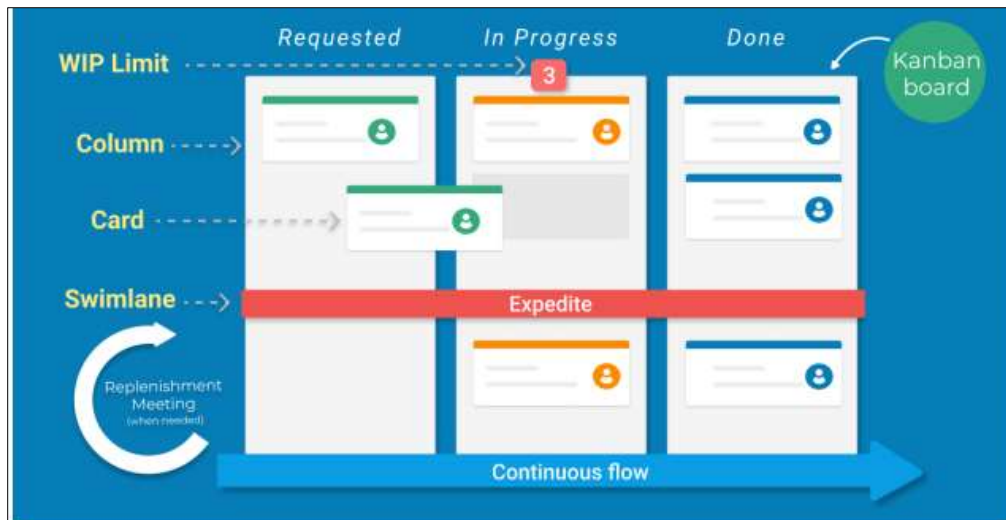 Requested
In Progress
Done
WIP Limit
3
Kanban
board
Column
Card
Swimlane
Expedite
Replenishment
Meeting
(when needed)
Continuous flow